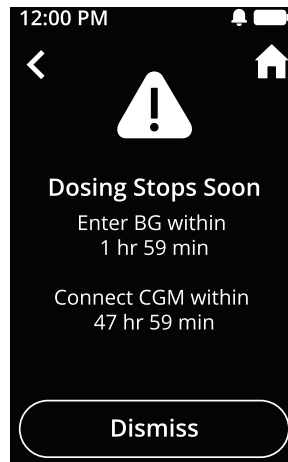 12:00 PM
Dosing Stops Soon
Enter BG within
1 hr 59 min
Connect CGM within
47 hr 59 min
Dismiss